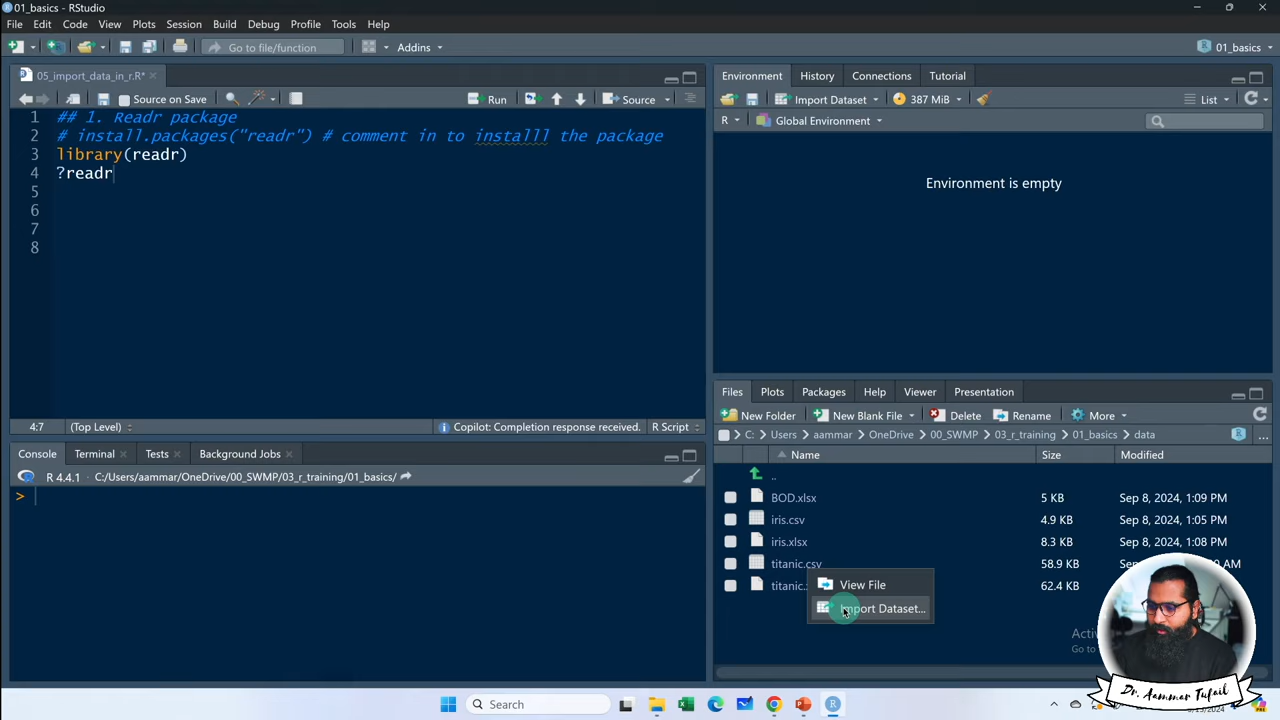 01_basics - RStudio
File Edit Code View Plots Session Build Debug Profile Tools Help
Go to file/function Addins 01_basics
05_import_data_in_r.R*
Source on Save Run Source
1 ## 1. Readr package
2 # install.packages("readr") # comment in to installl the package
3 library(readr)
4 ?readr
5
6
7
8
4:7 (Top Level) Copilot: Completion response received. R Script
Console Terminal Tests Background Jobs
R 4.4.1 C:/Users/aammar/OneDrive/00_SWMP/03_r_training/01_basics/
>
Environment History Connections Tutorial
Import Dataset 387 MiB List
R Global Environment
Environment is empty
Files Plots Packages Help Viewer Presentation
New Folder New Blank File Delete Rename More
C: Users aammar OneDrive 00_SWMP 03_r_training 01_basics data ...
Name Size Modified
..
BOD.xlsx 5 KB Sep 8, 2024, 1:09 PM
iris.csv 4.9 KB Sep 8, 2024, 1:05 PM
iris.xlsx 8.3 KB Sep 8, 2024, 1:08 PM
titanic.csv 58.9 KB
titanic. 62.4 KB
View File
Import Dataset...
Go to
Dr. Aammar Tufail
Search